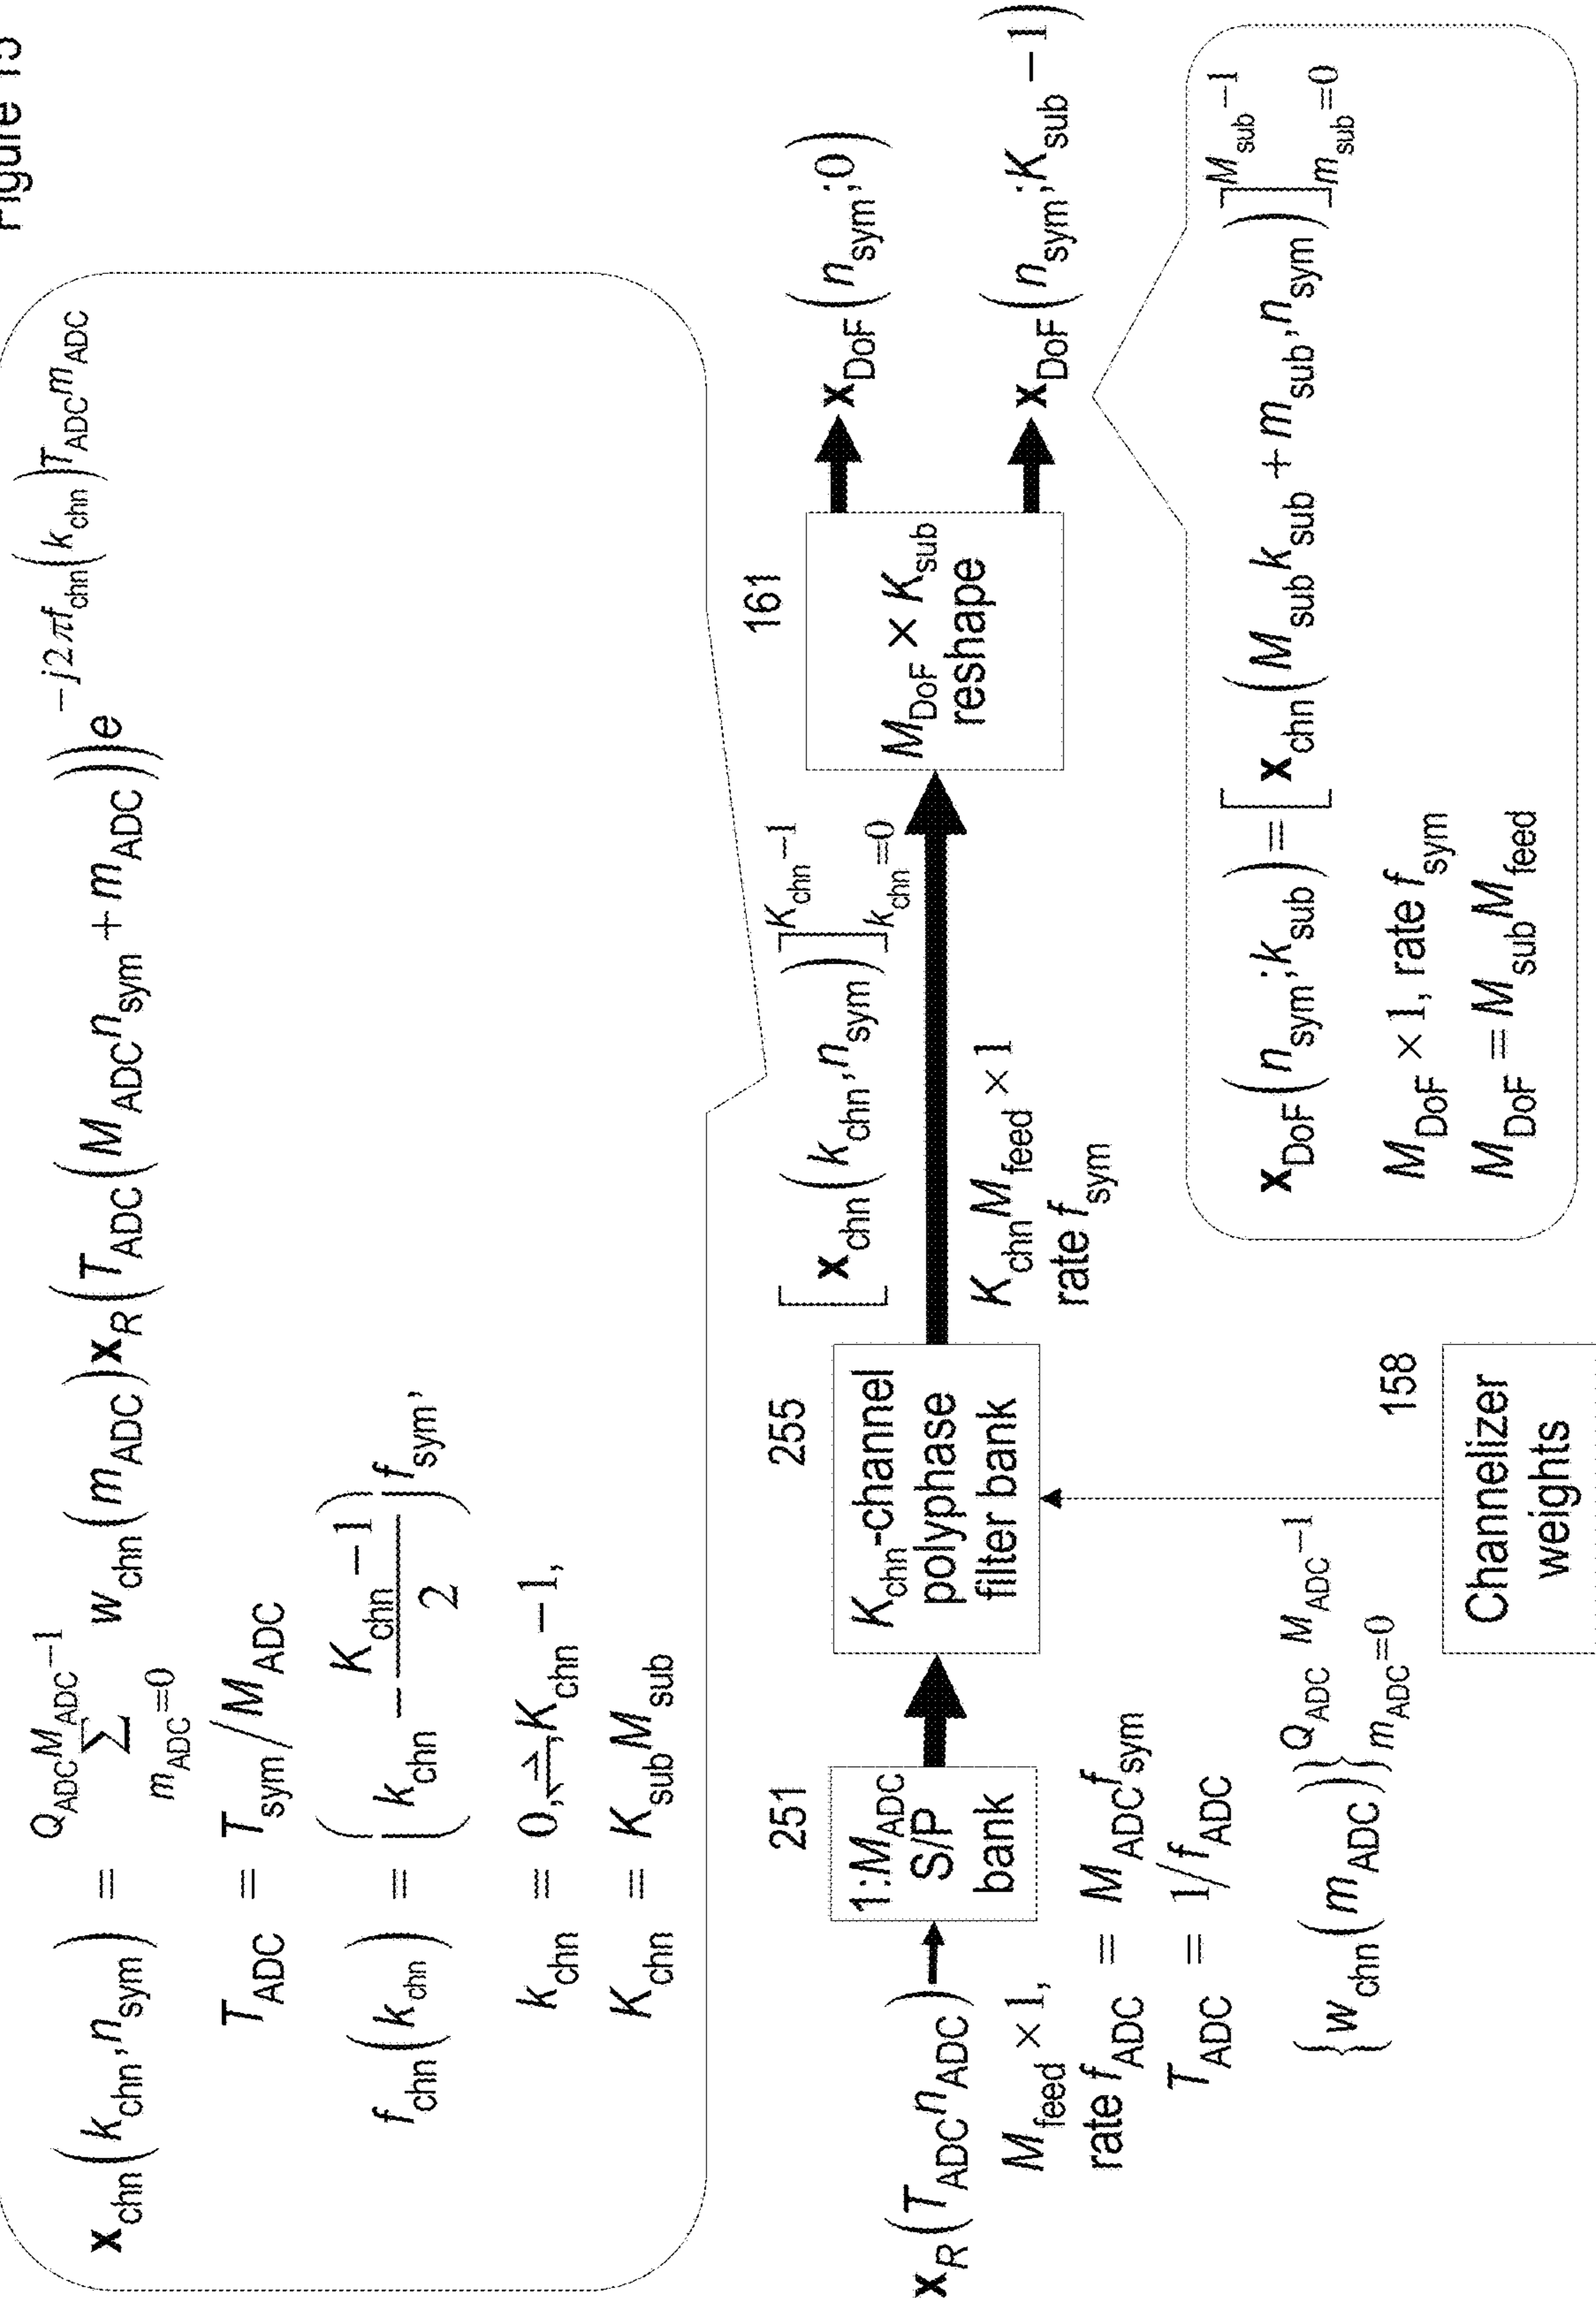 Figure 15
x_chn(k_chn, n_sym) = ∑_{m_ADC=0}^{Q_ADC M_ADC −1} w_chn(m_ADC) x_R(T_ADC(M_ADC n_sym + m_ADC)) e^{−j2πf_chn(k_chn)T_ADC m_ADC}
T_ADC = T_sym/M_ADC
f_chn(k_chn) = (k_chn − (K_chn −1)/2) f_sym,
k_chn = 0,⇌,K_chn −1,
K_chn = K_sub M_sub
x_R(T_ADC n_ADC)
M_feed ×1,
rate f_ADC = M_ADC f_sym
T_ADC = 1/f_ADC
251
1:M_ADC
S/P
bank
255
K_chn-channel
polyphase
filter bank
[x_chn(k_chn, n_sym)]_{k_chn=0}^{K_chn −1}
K_chn M_feed ×1
rate f_sym
161
M_DoF × K_sub
reshape
x_DoF(n_sym;0)
x_DoF(n_sym;K_sub −1)
{w_chn(m_ADC)}_{m_ADC=0}^{Q_ADC M_ADC −1}
158
Channelizer
weights
x_DoF(n_sym;k_sub) = [x_chn(M_sub k_sub + m_sub, n_sym)]_{m_sub=0}^{M_sub −1}
M_DoF ×1, rate f_sym
M_DoF = M_sub M_feed